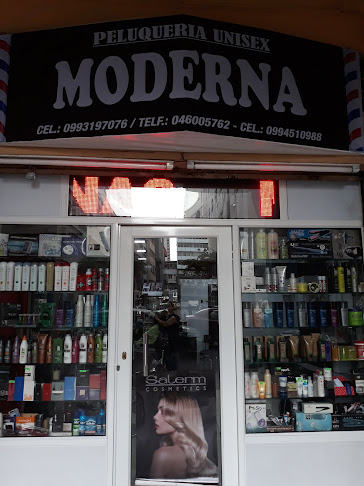 PELUQUERIA UNISEX
MODERNA
CEL.: 0993197076 / TELF.: 046005762 - CEL.: 0994510988
Salerm
COSMETICS